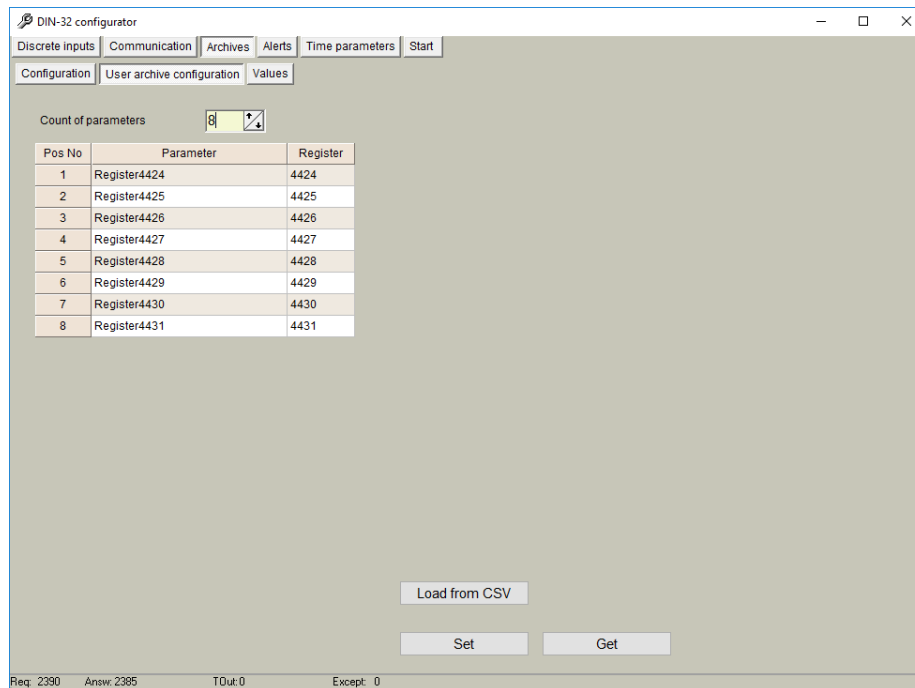 DIN-32 configurator
Discrete inputs Communication Archives Alerts Time parameters Start
Configuration User archive configuration Values
Count of parameters 8
Pos No Parameter Register
1 Register4424 4424
2 Register4425 4425
3 Register4426 4426
4 Register4427 4427
5 Register4428 4428
6 Register4429 4429
7 Register4430 4430
8 Register4431 4431
Load from CSV
Set Get
Req: 2390 Answ: 2385 TOut: 0 Except: 0